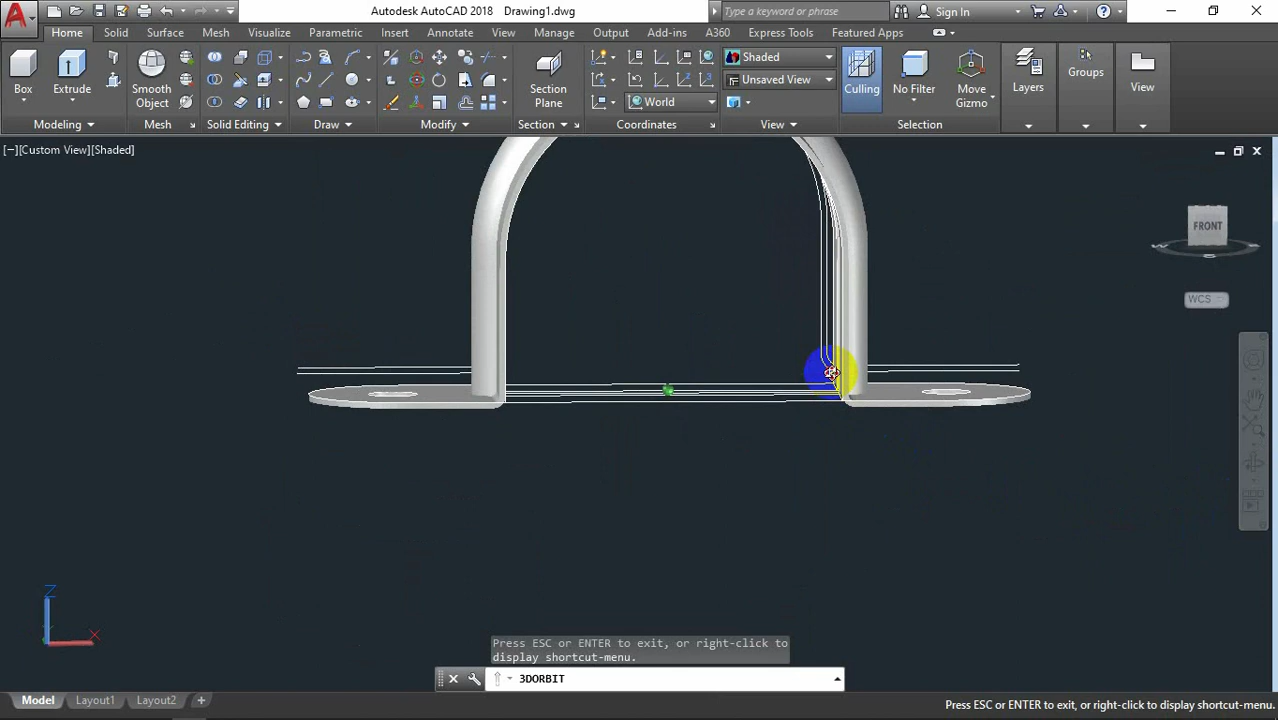 Autodesk AutoCAD 2018 Drawing1.dwg
Type a keyword or phrase
Sign In
Home Solid Surface Mesh Visualize Parametric Insert Annotate View Manage Output Add-ins A360 Express Tools Featured Apps
Shaded
Unsaved View
World
Box
Extrude
Smooth
Object
Section
Plane
Culling
No Filter
Move
Gizmo
Layers
Groups
View
Modeling
Mesh
Solid Editing
Draw
Modify
Section
Coordinates
View
Selection
[−][Custom View][Shaded]
FRONT
W
S
E
WCS
Z
X
Press ESC or ENTER to exit, or right-click to
display shortcut-menu.
3DORBIT
Model Layout1 Layout2 +
Press ESC or ENTER to exit, or right-click to display shortcut-menu.